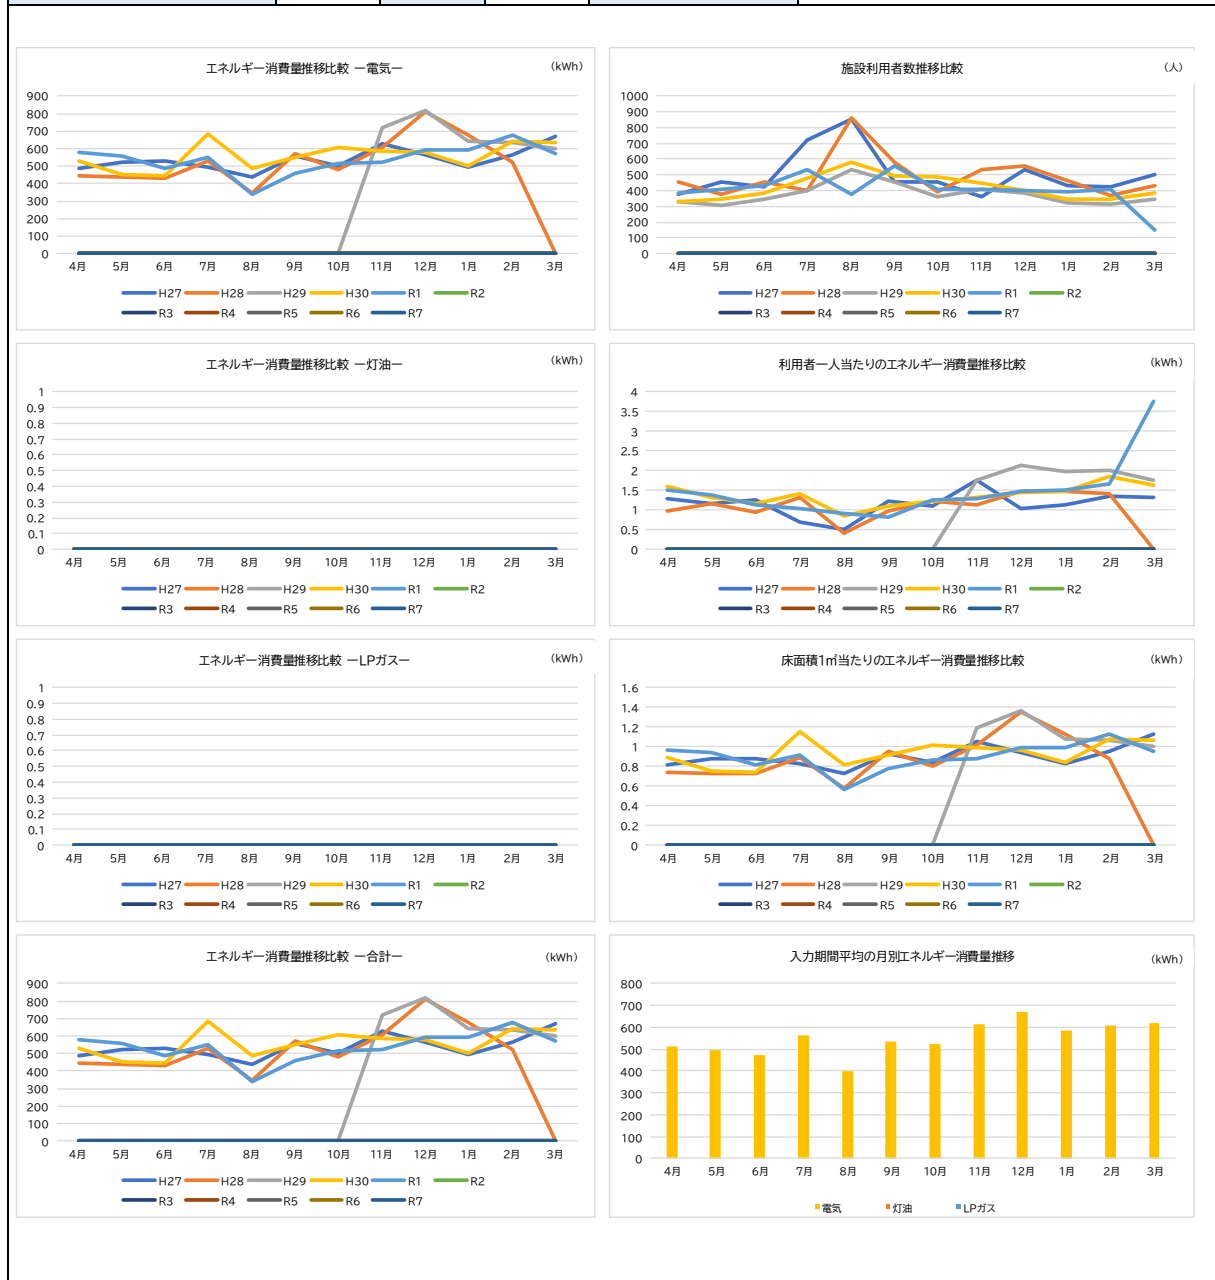 エネルギー消費量推移比較 ー電気ー
（kWh）
900
800
700
600
500
400
300
200
100
0
4月 5月 6月 7月 8月 9月 10月 11月 12月 1月 2月 3月
H27 H28 H29 H30 R1 R2
R3 R4 R5 R6 R7
施設利用者数推移比較
（人）
1000
900
800
700
600
500
400
300
200
100
0
4月 5月 6月 7月 8月 9月 10月 11月 12月 1月 2月 3月
H27 H28 H29 H30 R1 R2
R3 R4 R5 R6 R7
エネルギー消費量推移比較 ー灯油ー
（kWh）
1
0.9
0.8
0.7
0.6
0.5
0.4
0.3
0.2
0.1
0
4月 5月 6月 7月 8月 9月 10月 11月 12月 1月 2月 3月
H27 H28 H29 H30 R1 R2
R3 R4 R5 R6 R7
利用者一人当たりのエネルギー消費量推移比較
（kWh）
4
3.5
3
2.5
2
1.5
1
0.5
0
4月 5月 6月 7月 8月 9月 10月 11月 12月 1月 2月 3月
H27 H28 H29 H30 R1 R2
R3 R4 R5 R6 R7
エネルギー消費量推移比較 ーLPガスー
（kWh）
1
0.9
0.8
0.7
0.6
0.5
0.4
0.3
0.2
0.1
0
4月 5月 6月 7月 8月 9月 10月 11月 12月 1月 2月 3月
H27 H28 H29 H30 R1 R2
R3 R4 R5 R6 R7
床面積1㎡当たりのエネルギー消費量推移比較
（kWh）
1.6
1.4
1.2
1
0.8
0.6
0.4
0.2
0
4月 5月 6月 7月 8月 9月 10月 11月 12月 1月 2月 3月
H27 H28 H29 H30 R1 R2
R3 R4 R5 R6 R7
エネルギー消費量推移比較 ー合計ー
（kWh）
900
800
700
600
500
400
300
200
100
0
4月 5月 6月 7月 8月 9月 10月 11月 12月 1月 2月 3月
H27 H28 H29 H30 R1 R2
R3 R4 R5 R6 R7
入力期間平均の月別エネルギー消費量推移
（kWh）
800
700
600
500
400
300
200
100
0
4月 5月 6月 7月 8月 9月 10月 11月 12月 1月 2月 3月
電気 灯油 LPガス